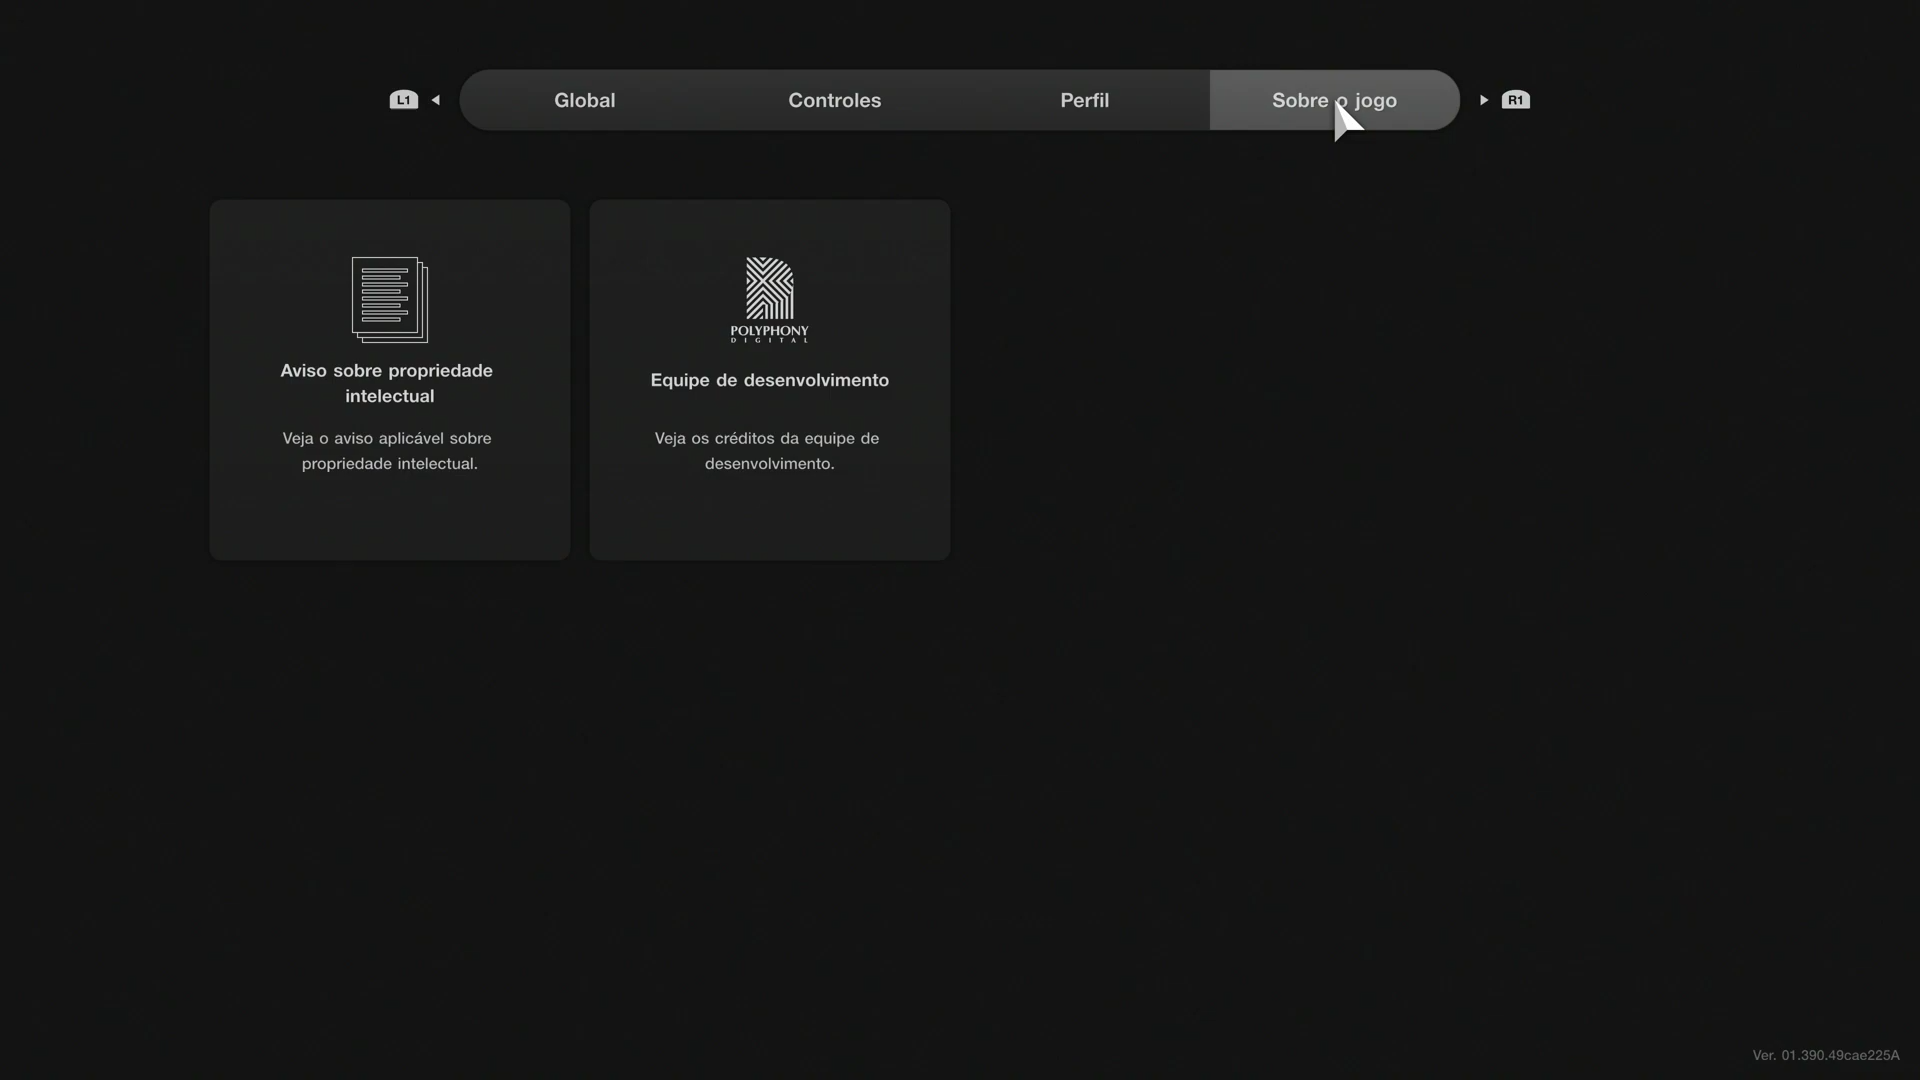 L1
Global
Controles
Perfil
Sobre o jogo
R1
Aviso sobre propriedade
intelectual
Veja o aviso aplicável sobre
propriedade intelectual.
POLYPHONY
DIGITAL
Equipe de desenvolvimento
Veja os créditos da equipe de
desenvolvimento.
Ver. 01.390.49cae225A